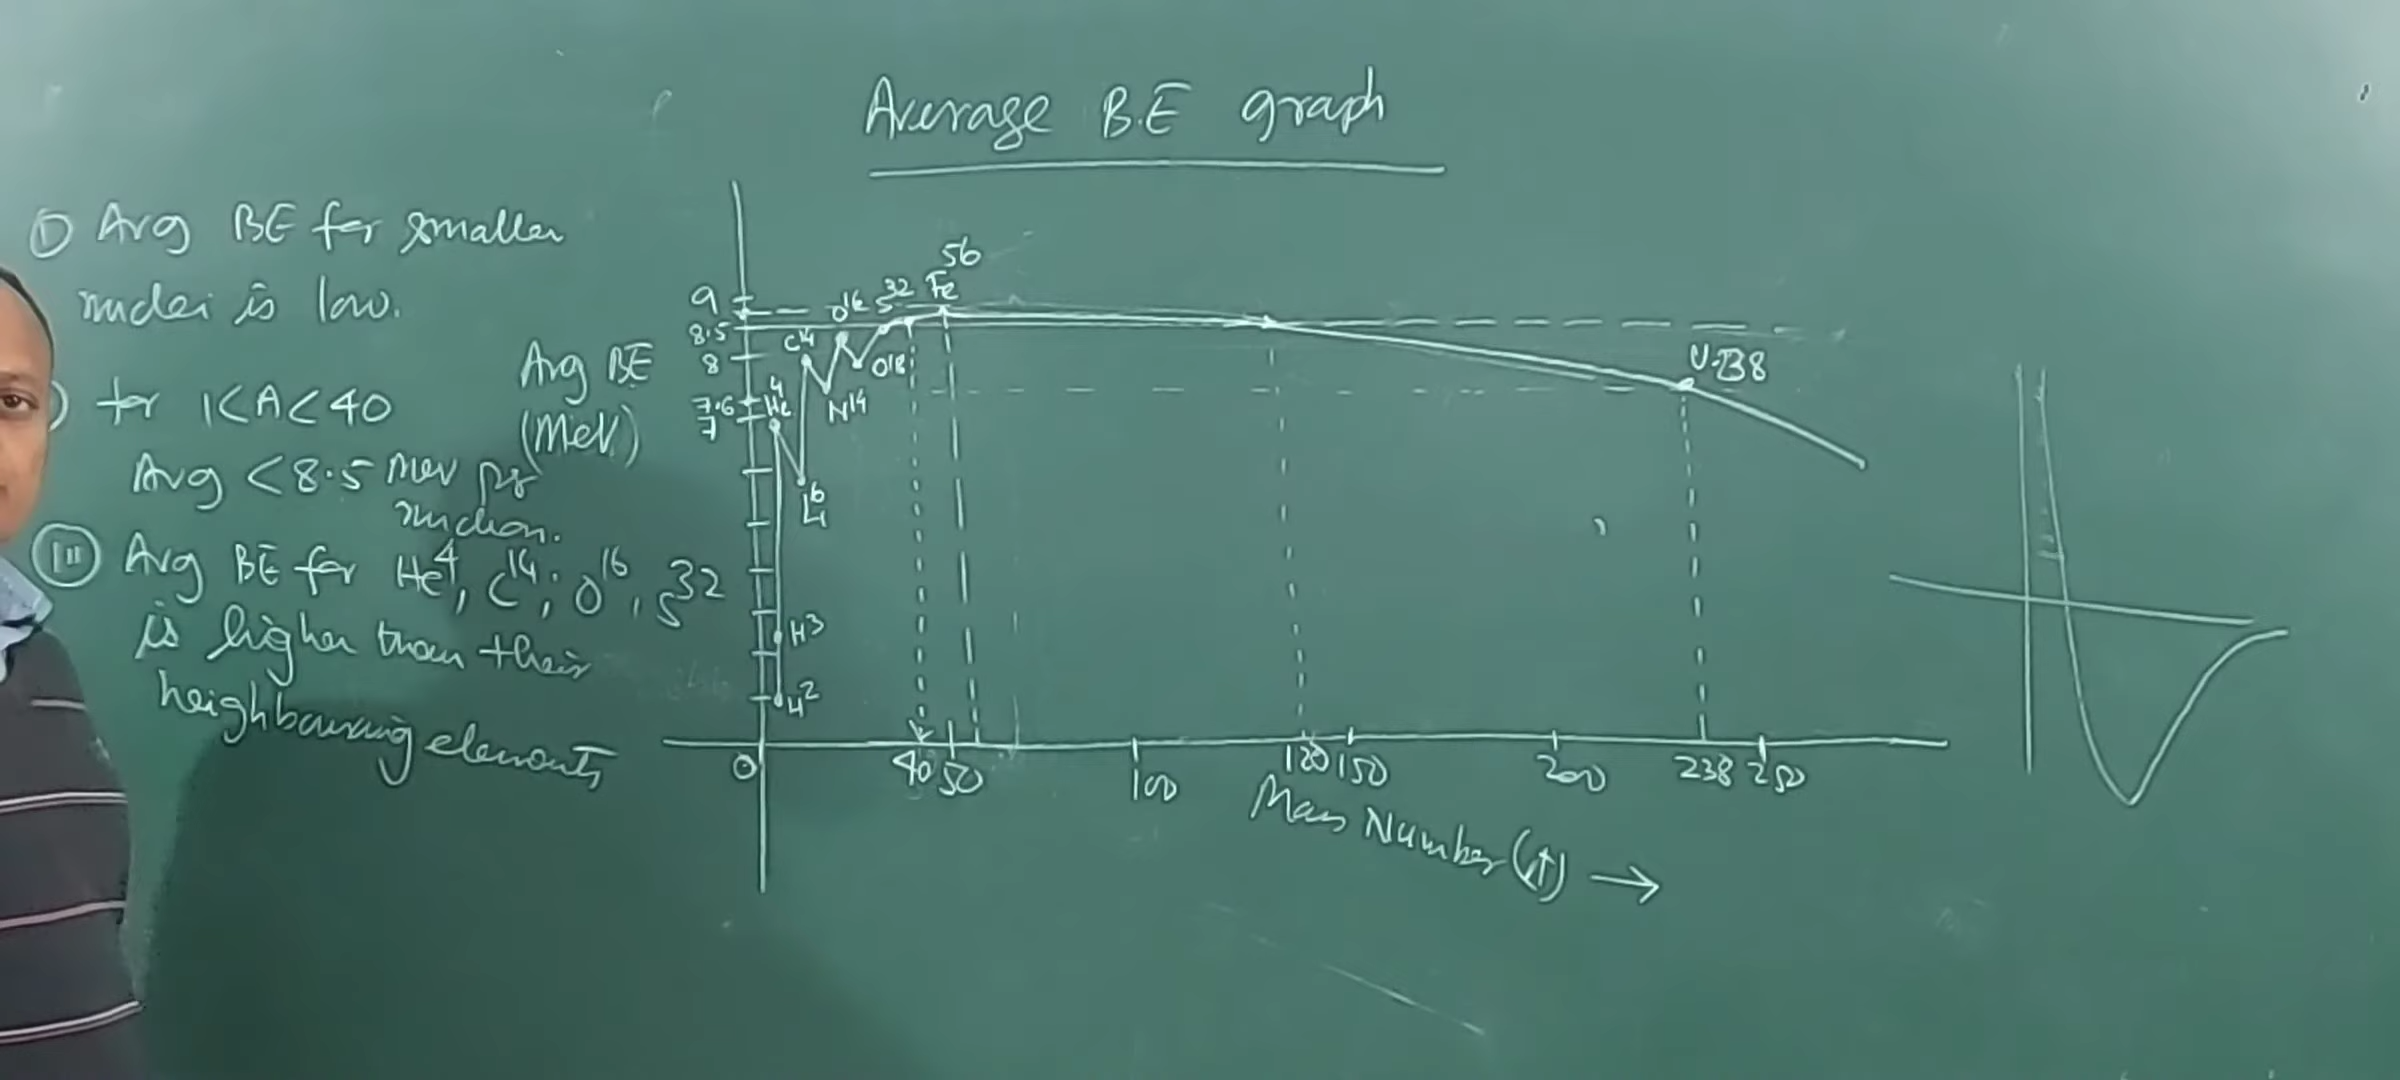 Average B.E graph
① Avg BE for smaller
nuclei is low.
) for 1<A<40
Avg <8.5 Mev per
nucleon.
(III) Avg BE for He⁴, C¹⁴; O¹⁶, S³²
is higher than their
neighbouring elements
Avg BE
(MeV)
9
8.5
8
7.6
7
He⁴
Li⁶
C¹⁴
N¹⁴
O¹⁶
O¹⁸
S³²
Fe⁵⁶
U-238
H³
H²
0 40 50 100 120 150 200 238 250
Mass Number (A) →